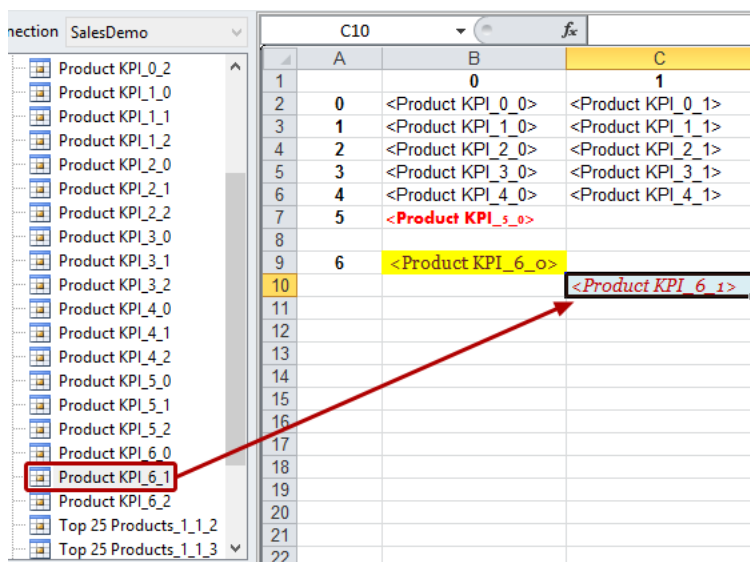 nection SalesDemo
Product KPI_0_2
Product KPI_1_0
Product KPI_1_1
Product KPI_1_2
Product KPI_2_0
Product KPI_2_1
Product KPI_2_2
Product KPI_3_0
Product KPI_3_1
Product KPI_3_2
Product KPI_4_0
Product KPI_4_1
Product KPI_4_2
Product KPI_5_0
Product KPI_5_1
Product KPI_5_2
Product KPI_6_0
Product KPI_6_1
Product KPI_6_2
Top 25 Products_1_1_2
Top 25 Products_1_1_3
C10 fx
A B C
1 0 1
2 0 <Product KPI_0_0> <Product KPI_0_1>
3 1 <Product KPI_1_0> <Product KPI_1_1>
4 2 <Product KPI_2_0> <Product KPI_2_1>
5 3 <Product KPI_3_0> <Product KPI_3_1>
6 4 <Product KPI_4_0> <Product KPI_4_1>
7 5 <Product KPI_5_0>
8
9 6 <Product KPI_6_0>
10 <Product KPI_6_1>
11
12
13
14
15
16
17
18
19
20
21
22